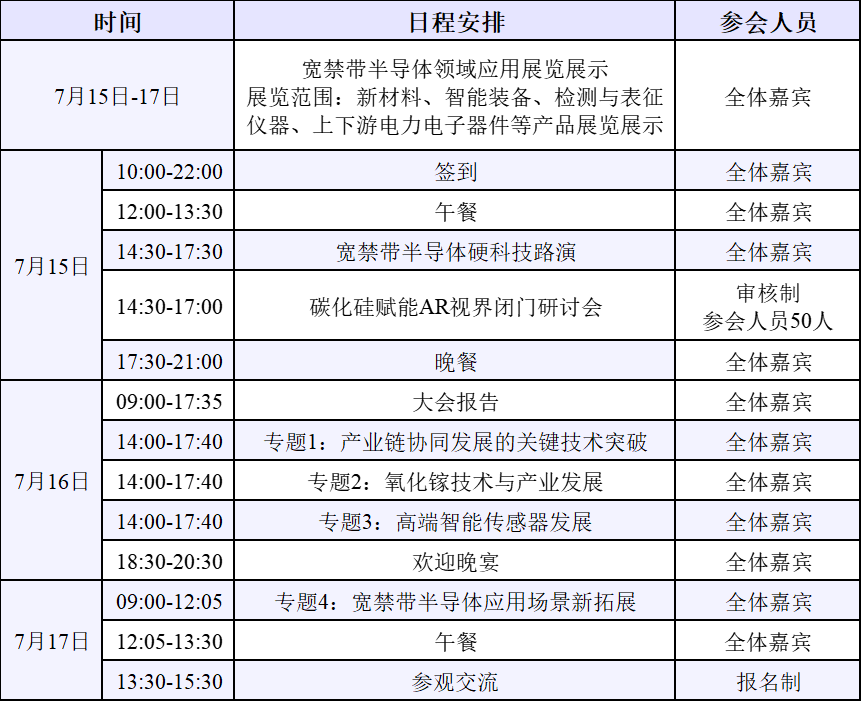 时间 日程安排 参会人员
7月15日-17日 宽禁带半导体领域应用展览展示
展览范围：新材料、智能装备、检测与表征
仪器、上下游电力电子器件等产品展览展示 全体嘉宾
7月15日 10:00-22:00 签到 全体嘉宾
12:00-13:30 午餐 全体嘉宾
14:30-17:30 宽禁带半导体硬科技路演 全体嘉宾
14:30-17:00 碳化硅赋能AR视界闭门研讨会 审核制
参会人员50人
17:30-21:00 晚餐 全体嘉宾
7月16日 09:00-17:35 大会报告 全体嘉宾
14:00-17:40 专题1：产业链协同发展的关键技术突破 全体嘉宾
14:00-17:40 专题2：氧化镓技术与产业发展 全体嘉宾
14:00-17:40 专题3：高端智能传感器发展 全体嘉宾
18:30-20:30 欢迎晚宴 全体嘉宾
7月17日 09:00-12:05 专题4：宽禁带半导体应用场景新拓展 全体嘉宾
12:05-13:30 午餐 全体嘉宾
13:30-15:30 参观交流 报名制